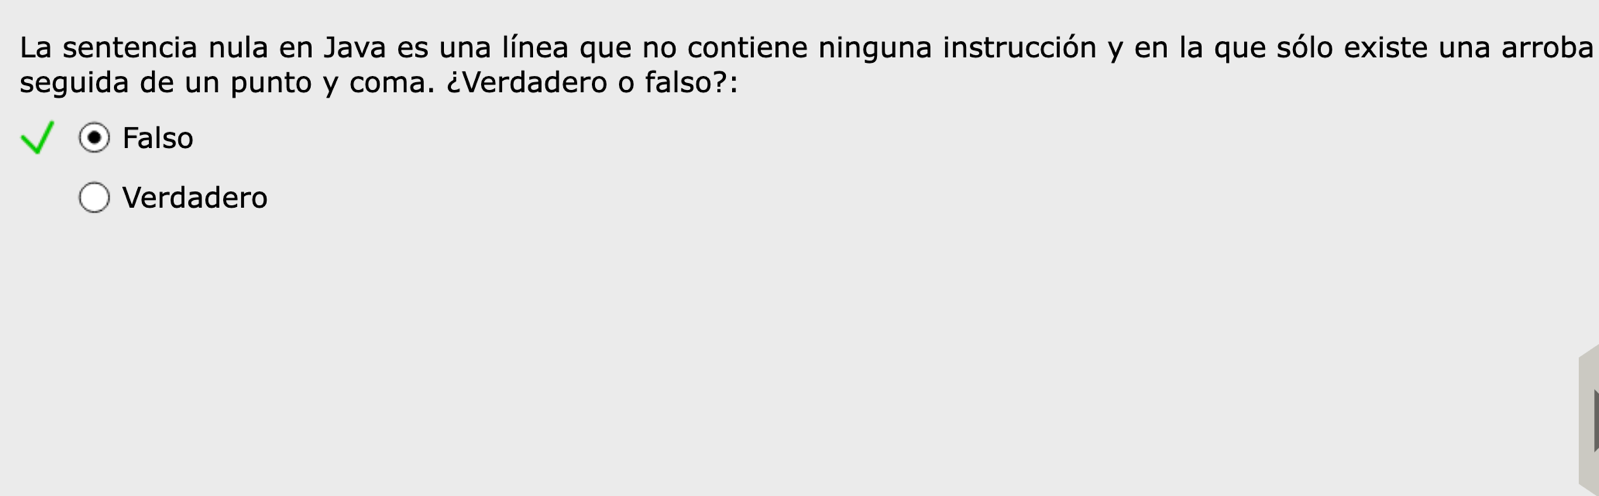 La sentencia nula en Java es una línea que no contiene ninguna instrucción y en la que sólo existe una arroba
seguida de un punto y coma. ¿Verdadero o falso?:
Falso
Verdadero